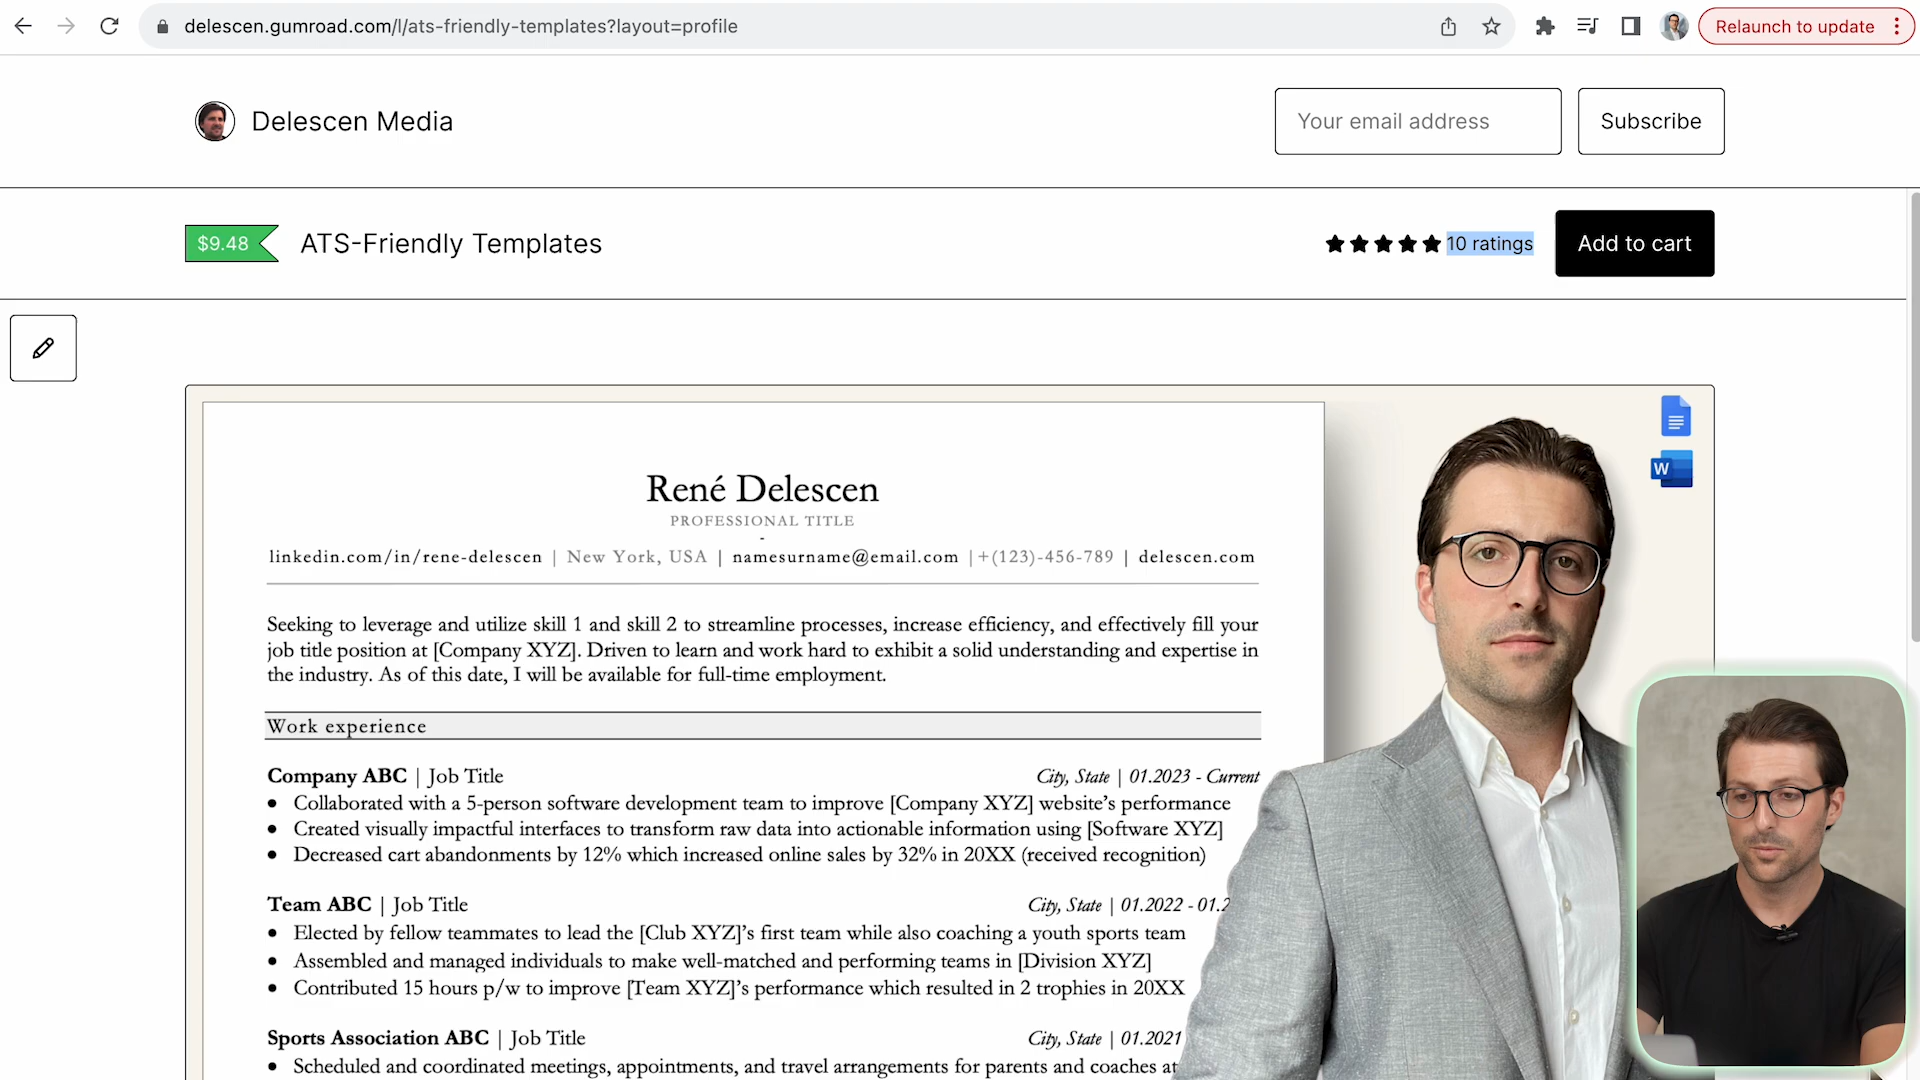 delescen.gumroad.com/l/ats-friendly-templates?layout=profile
Relaunch to update
Delescen Media
Your email address
Subscribe
$9.48
ATS-Friendly Templates
10 ratings
Add to cart
W
René Delescen
PROFESSIONAL TITLE
-
linkedin.com/in/rene-delescen | New York, USA | namesurname@email.com |+(123)-456-789 | delescen.com
Seeking to leverage and utilize skill 1 and skill 2 to streamline processes, increase efficiency, and effectively fill your
job title position at [Company XYZ]. Driven to learn and work hard to exhibit a solid understanding and expertise in
the industry. As of this date, I will be available for full-time employment.
Work experience
Company ABC | Job Title City, State | 01.2023 - Current
• Collaborated with a 5-person software development team to improve [Company XYZ] website's performance
• Created visually impactful interfaces to transform raw data into actionable information using [Software XYZ]
• Decreased cart abandonments by 12% which increased online sales by 32% in 20XX (received recognition)
Team ABC | Job Title City, State | 01.2022 - 01.2
• Elected by fellow teammates to lead the [Club XYZ]'s first team while also coaching a youth sports team
• Assembled and managed individuals to make well-matched and performing teams in [Division XYZ]
• Contributed 15 hours p/w to improve [Team XYZ]'s performance which resulted in 2 trophies in 20XX
Sports Association ABC | Job Title City, State | 01.2021
• Scheduled and coordinated meetings, appointments, and travel arrangements for parents and coaches at